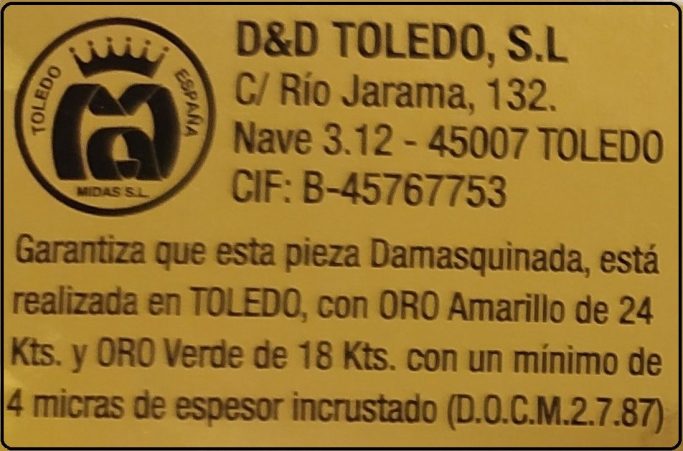 TOLEDO ESPAÑA
MIDAS S.L.
D&D TOLEDO, S.L
C/ Río Jarama, 132.
Nave 3.12 - 45007 TOLEDO
CIF: B-45767753
Garantiza que esta pieza Damasquinada, está
realizada en TOLEDO, con ORO Amarillo de 24
Kts. y ORO Verde de 18 Kts. con un mínimo de
4 micras de espesor incrustado (D.O.C.M.2.7.87)